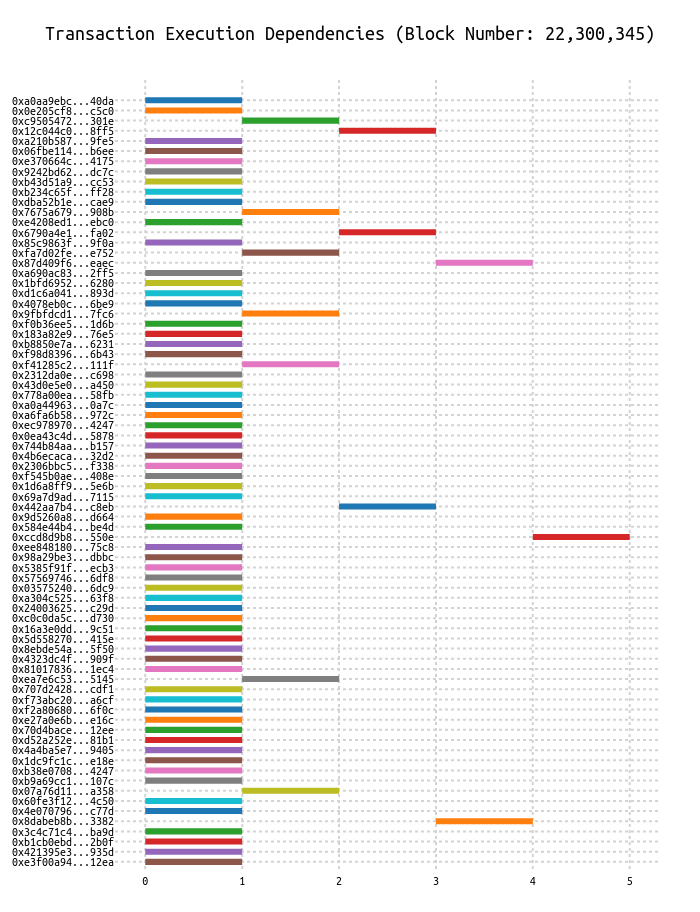 Transaction Execution Dependencies (Block Number: 22,300,345)
0xa0aa9ebc...40da
0x0e205cf8...c5c0
0xc9505472...301e
0x12c044c0...8ff5
0xa210b587...9fe5
0x06fbe114...b6ee
0xe370664c...4175
0x9242bd62...dc7c
0xb43d51a9...cc53
0xb234c65f...ff28
0xdba52b1e...cae9
0x7675a679...908b
0xe4208ed1...ebc0
0x6790a4e1...fa02
0x85c9863f...9f0a
0xfa7d02fe...e752
0x87d409f6...eaec
0xa690ac83...2ff5
0x1bfd6952...6280
0xd1c6a041...893d
0x4078eb0c...6be9
0x9fbfdcd1...7fc6
0xf0b36ee5...1d6b
0x183a82e9...76e5
0xb8850e7a...6231
0xf98d8396...6b43
0xf41285c2...111f
0x2312da0e...c698
0x43d0e5e0...a450
0x778a00ea...58fb
0xa0a44963...0a7c
0xa6fa6b58...972c
0xec978970...4247
0x0ea43c4d...5878
0x744b84aa...b157
0x4b6ecaca...32d2
0x2306bbc5...f338
0xf545b0ae...408e
0x1d6a8ff9...5e6b
0x69a7d9ad...7115
0x442aa7b4...c8eb
0x9d5260a8...d664
0x584e44b4...be4d
0xccd8d9b8...550e
0xee848180...75c8
0x98a29be3...dbbc
0x5385f91f...ecb3
0x57569746...6df8
0x03575240...6dc9
0xa304c525...63f8
0x24003625...c29d
0xc0c0da5c...d730
0x16a3e0dd...9c51
0x5d558270...415e
0x8ebde54a...5f50
0x4323dc4f...909f
0x81017836...1ec4
0xea7e6c53...5145
0x707d2428...cdf1
0xf73abc20...a6cf
0xf2a80680...6f0c
0xe27a0e6b...e16c
0x70d4bace...12ee
0xd52a252e...81b1
0x4a4ba5e7...9405
0x1dc9fc1c...e18e
0xb38e0708...4247
0xb9a69cc1...107c
0x07a76d11...a358
0x60fe3f12...4c50
0x4e070796...c77d
0x8dabeb8b...3382
0x3c4c71c4...ba9d
0xb1cb0ebd...2b0f
0x421395e3...935d
0xe3f00a94...12ea
0 1 2 3 4 5